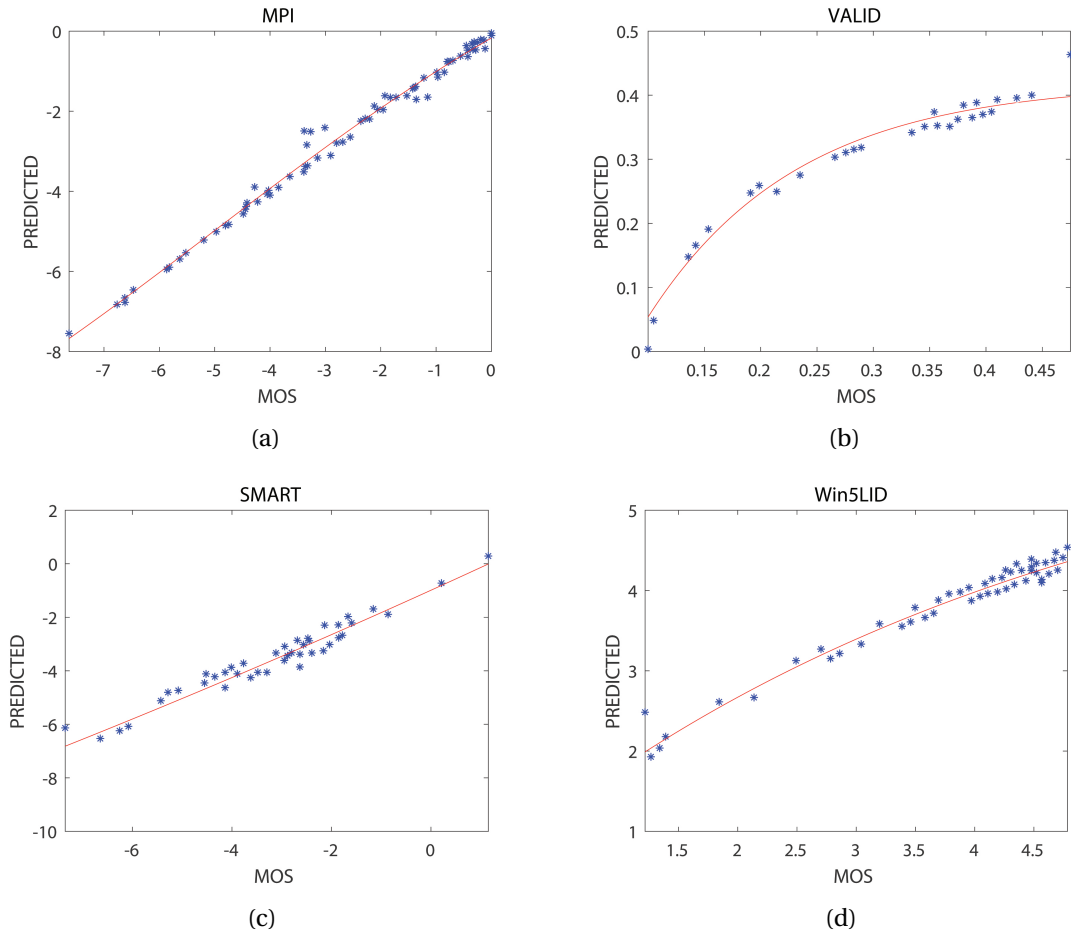 MPI
0
-2
-4
-6
-8
PREDICTED
-7 -6 -5 -4 -3 -2 -1 0
MOS
(a)
VALID
0.5
0.4
0.3
0.2
0.1
0
PREDICTED
0.15 0.2 0.25 0.3 0.35 0.4 0.45
MOS
(b)
SMART
2
0
-2
-4
-6
-8
-10
PREDICTED
-6 -4 -2 0
MOS
(c)
Win5LID
5
4
3
2
1
PREDICTED
1.5 2 2.5 3 3.5 4 4.5
MOS
(d)